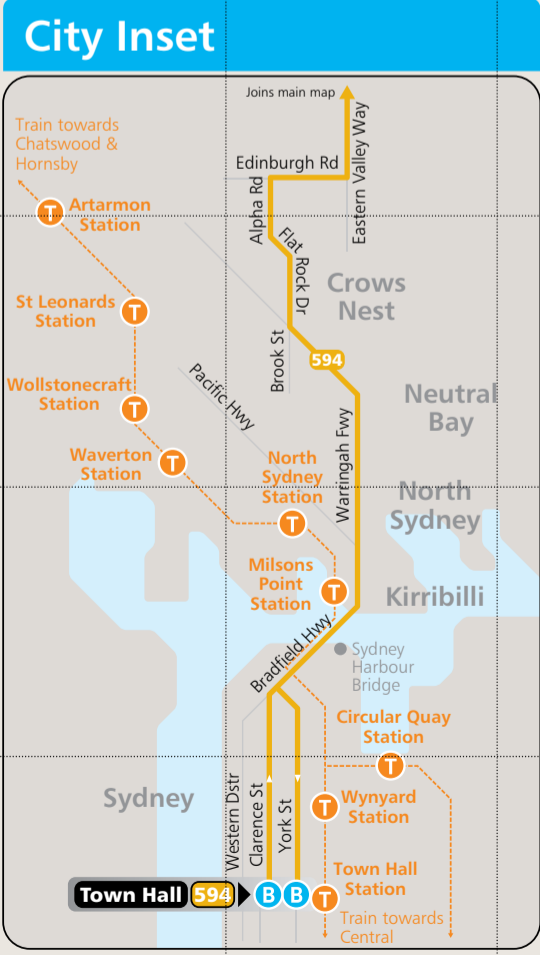 City Inset
Joins main map
Train towards
Chatswood &
Hornsby
Edinburgh Rd
Eastern Valley Way
Alpha Rd
Artarmon
Station
T
Flat Rock Dr
Crows
Nest
St Leonards
Station
T
Brook St
594
Pacific Hwy
Wollstonecraft
Station
T
Neutral
Bay
Warringah Fwy
Waverton
Station
T
North
Sydney
Station
T
North
Sydney
Milsons
Point
Station
T
Kirribilli
Bradfield Hwy
Sydney
Harbour
Bridge
Circular Quay
Station
T
Sydney
Western Dstr
Clarence St
York St
T
Wynyard
Station
Town Hall
Station
Town Hall
594
B
B
T
Train towards
Central